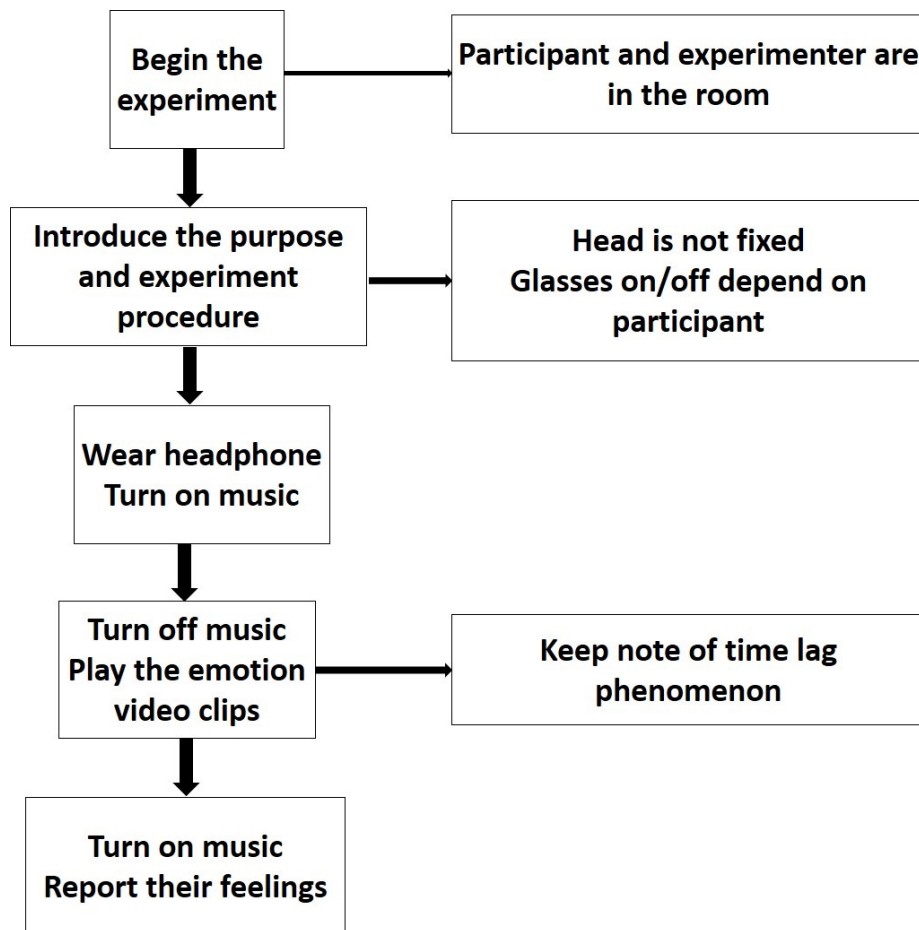 Begin the
experiment
Participant and experimenter are
in the room
Introduce the purpose
and experiment
procedure
Head is not fixed
Glasses on/off depend on
participant
Wear headphone
Turn on music
Turn off music
Play the emotion
video clips
Keep note of time lag
phenomenon
Turn on music
Report their feelings